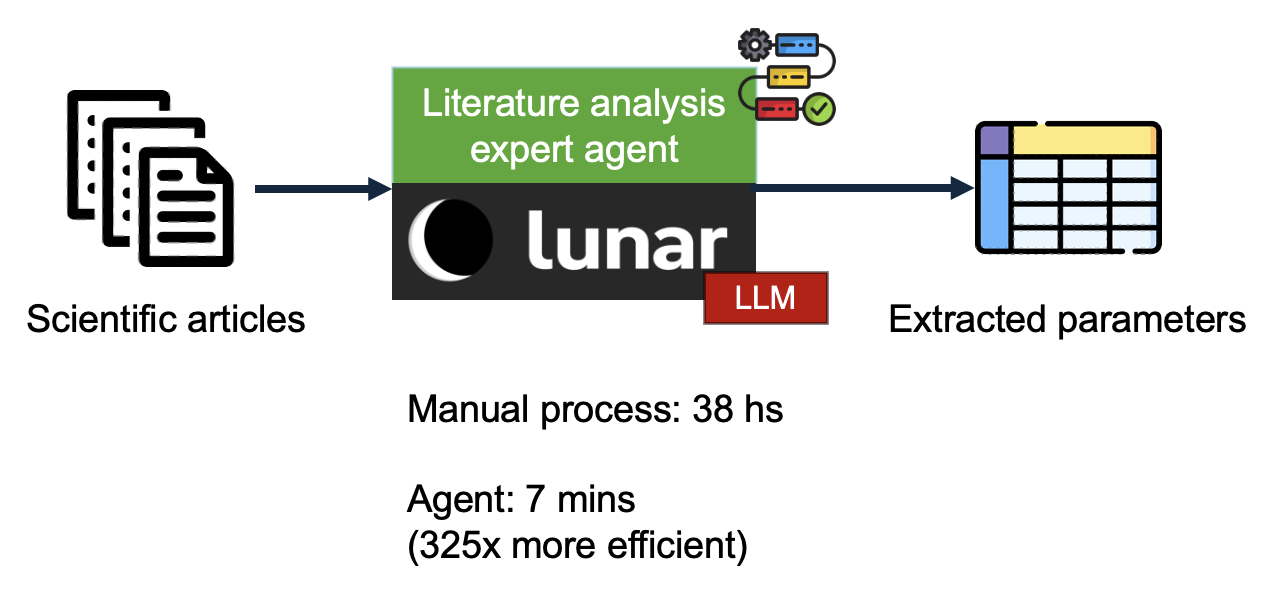 Literature analysis
expert agent
lunar
LLM
Scientific articles
Extracted parameters
Manual process: 38 hs
Agent: 7 mins
(325x more efficient)